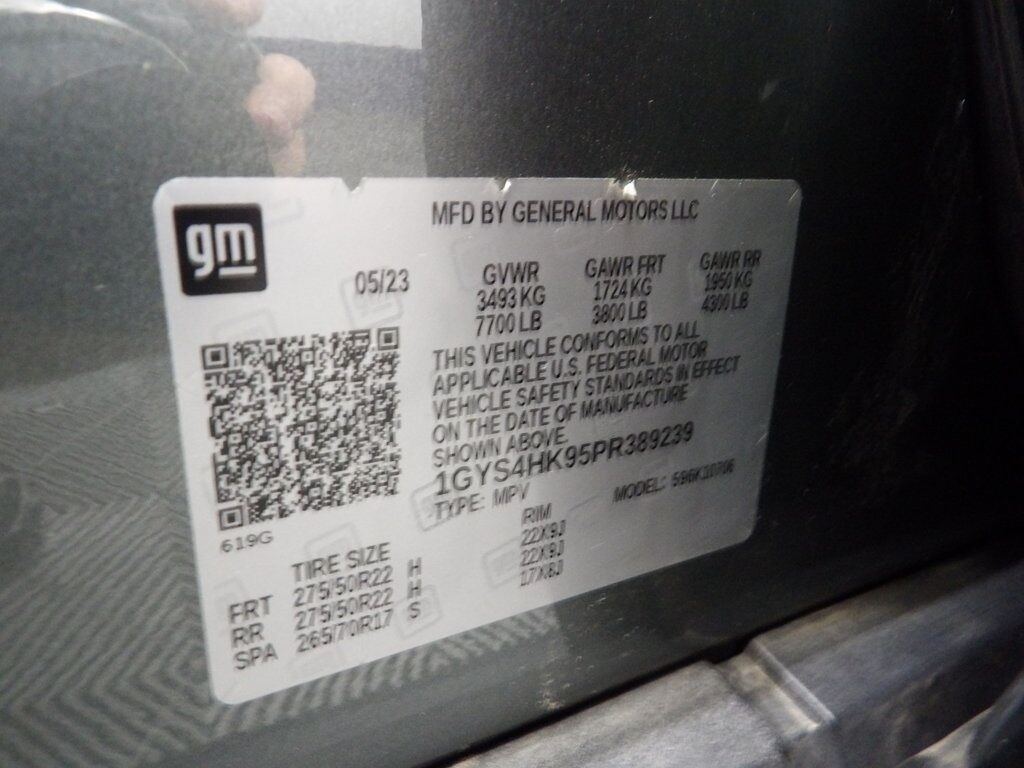 gm
MFD BY GENERAL MOTORS LLC
05/23
GVWR GAWR FRT GAWR RR
3493 KG 1724 KG 1950 KG
7700 LB 3800 LB 4300 LB
THIS VEHICLE CONFORMS TO ALL
APPLICABLE U.S. FEDERAL MOTOR
VEHICLE SAFETY STANDARDS IN EFFECT
ON THE DATE OF MANUFACTURE
SHOWN ABOVE.
1GYS4HK95PR389239
TYPE: MPV MODEL: 596K10706
619G
TIRE SIZE RIM
FRT 275/50R22 H 22X9J
RR 275/50R22 H 22X9J
SPA 265/70R17 S 17X8J